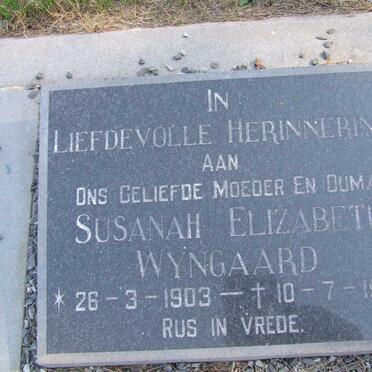 IN
LIEFDEVOLLE HERINNERIN
AAN
ONS GELIEFDE MOEDER EN OUMA
SUSANAH ELIZABET
WYNGAARD
* 26-3-1903 — † 10-7-19
RUS IN VREDE.